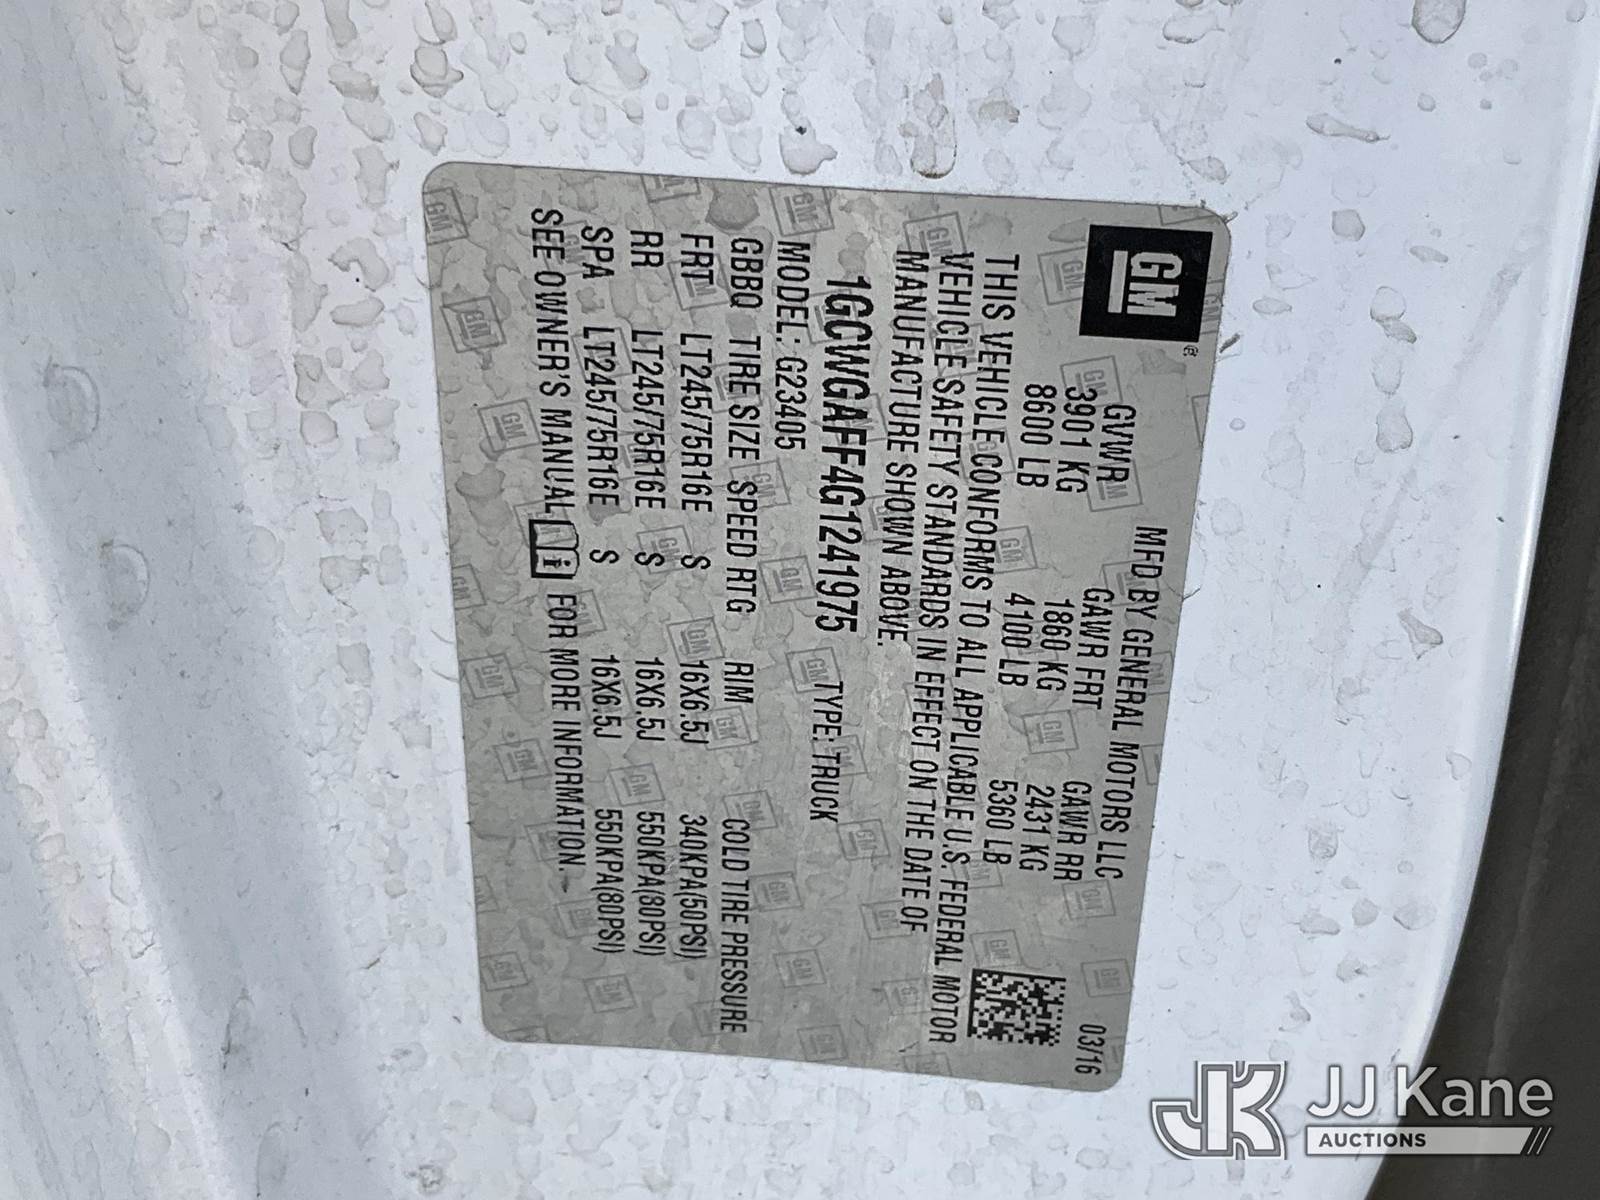 GM
MFD BY GENERAL MOTORS LLC 03/16
GVWR GAWR FRT GAWR RR
3901 KG 1860 KG 2431 KG
8600 LB 4100 LB 5360 LB
THIS VEHICLE CONFORMS TO ALL APPLICABLE U.S. FEDERAL MOTOR
VEHICLE SAFETY STANDARDS IN EFFECT ON THE DATE OF
MANUFACTURE SHOWN ABOVE.
1GCWGAFF4G1241975 TYPE: TRUCK
MODEL: G23405
GBBQ TIRE SIZE SPEED RTG RIM COLD TIRE PRESSURE
FRT LT245/75R16E S 16X6.5J 340KPA(50PSI)
RR LT245/75R16E S 16X6.5J 550KPA(80PSI)
SPA LT245/75R16E S 16X6.5J 550KPA(80PSI)
SEE OWNER'S MANUAL i FOR MORE INFORMATION.
JK JJ Kane
AUCTIONS